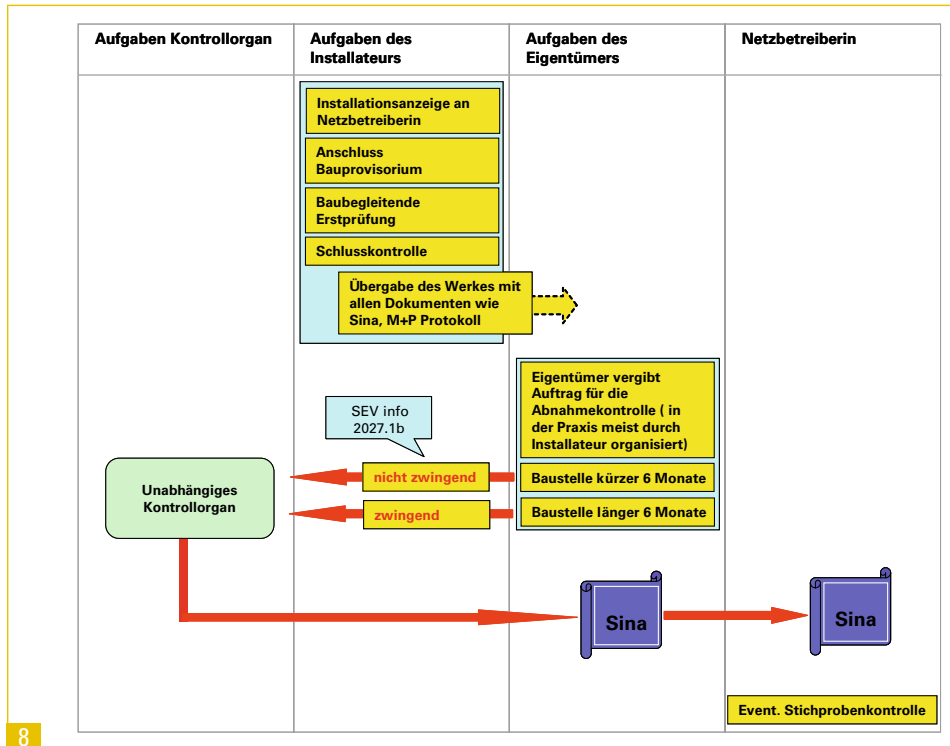 Aufgaben Kontrollorgan
Aufgaben des
Installateurs
Aufgaben des
Eigentümers
Netzbetreiberin
Installationsanzeige an
Netzbetreiberin
Anschluss
Bauprovisorium
Baubegleitende
Erstprüfung
Schlusskontrolle
Übergabe des Werkes mit
allen Dokumenten wie
Sina, M+P Protokoll
Eigentümer vergibt
Auftrag für die
Abnahmekontrolle ( in
der Praxis meist durch
Installateur organisiert)
SEV info
2027.1b
nicht zwingend
Baustelle kürzer 6 Monate
Unabhängiges
Kontrollorgan
zwingend
Baustelle länger 6 Monate
Sina
Sina
Event. Stichprobenkontrolle
8